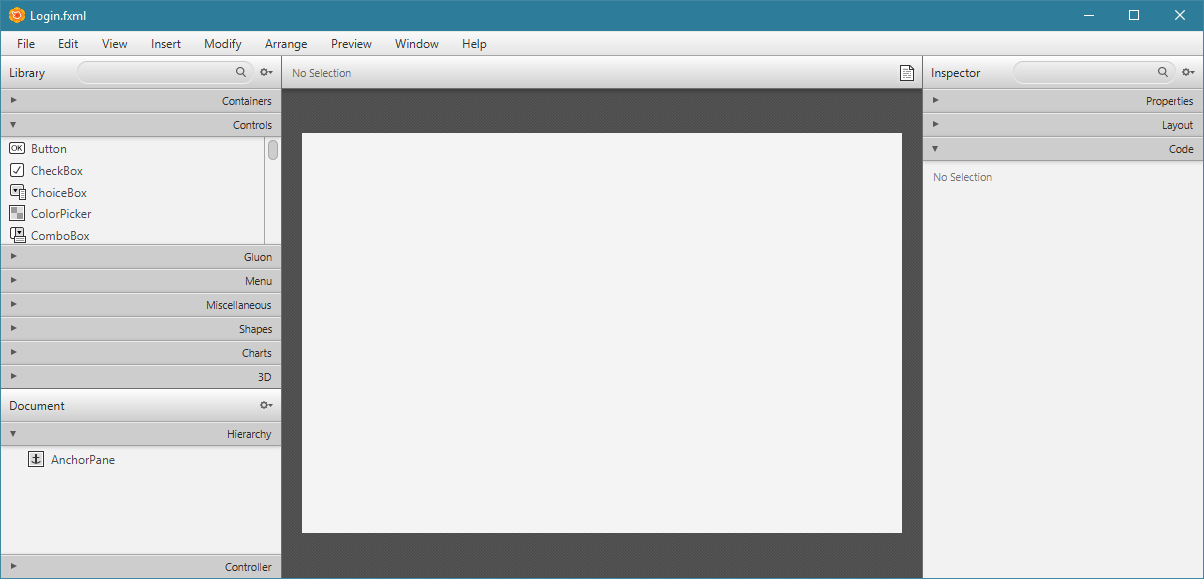 Login.fxml
File Edit View Insert Modify Arrange Preview Window Help
Library
Containers
Controls
OK Button
CheckBox
ChoiceBox
ColorPicker
ComboBox
Gluon
Menu
Miscellaneous
Shapes
Charts
3D
Document
Hierarchy
AnchorPane
Controller
No Selection
Inspector
Properties
Layout
Code
No Selection